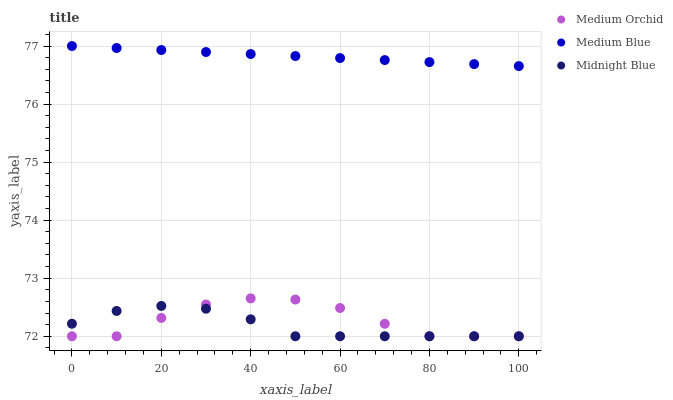 title
Medium Orchid
Medium Blue
Midnight Blue
yaxis_label
77
76
75
74
73
72
0 20 40 60 80 100
xaxis_label